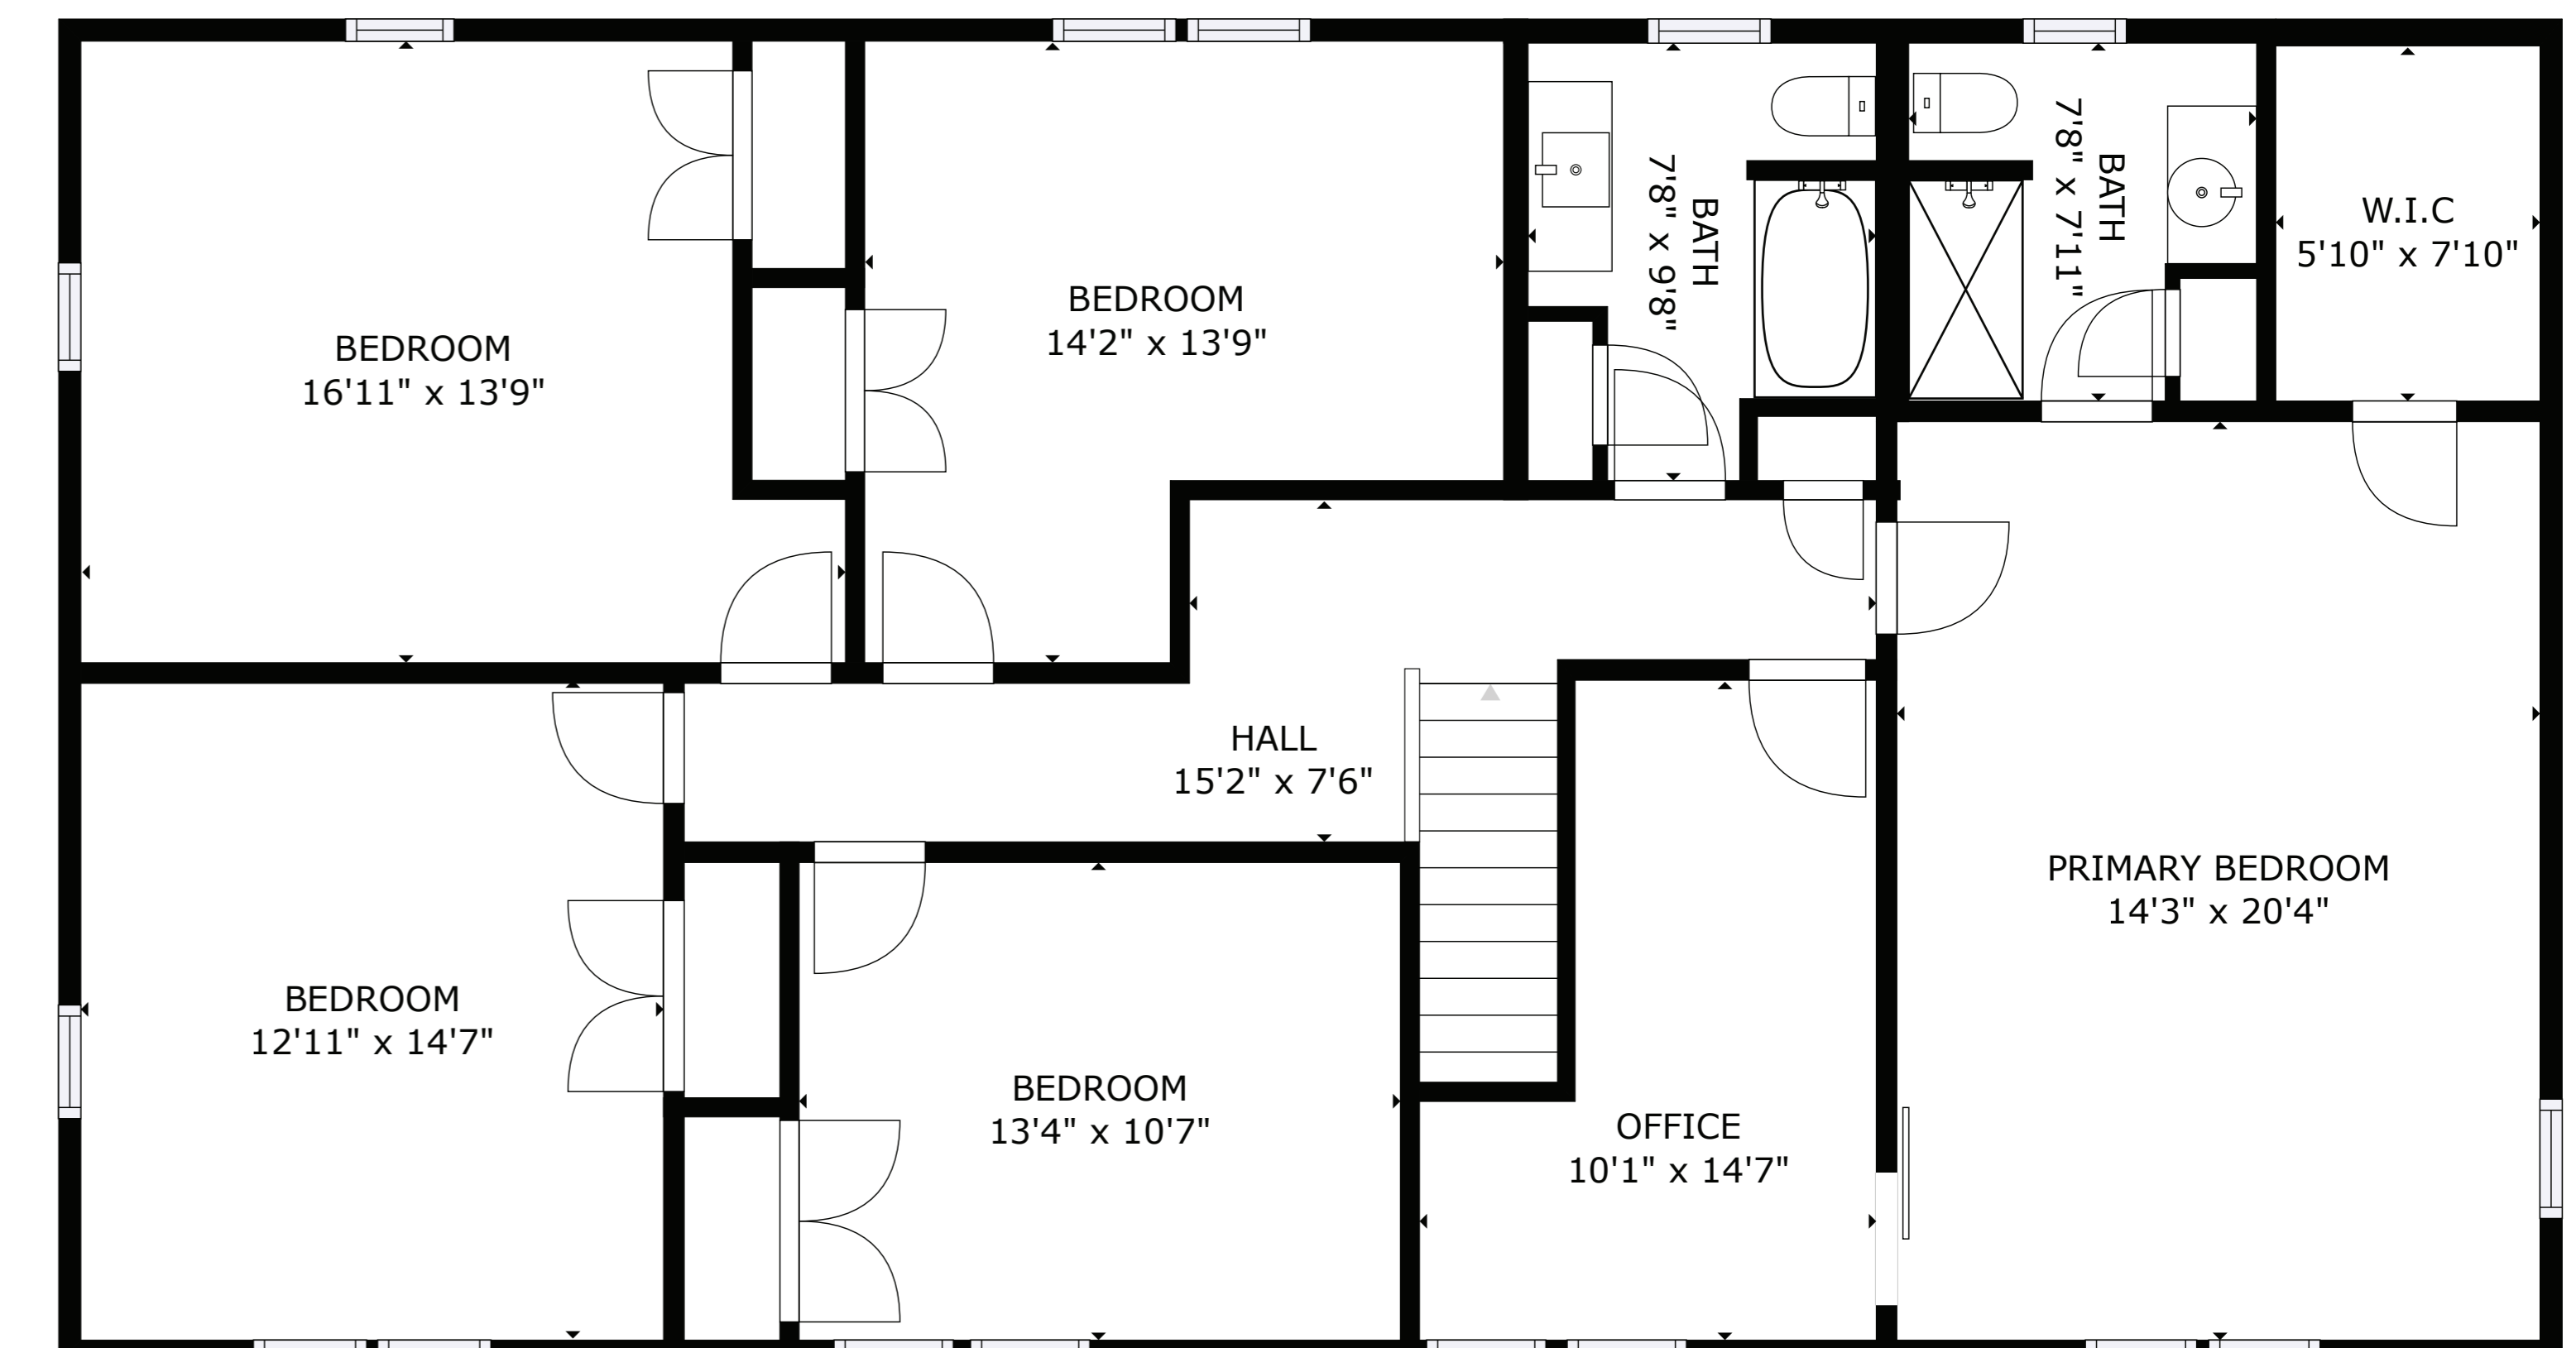 BEDROOM
16'11" x 13'9"
BEDROOM
14'2" x 13'9"
BATH
7'8" x 9'8"
BATH
7'8" x 7'11"
W.I.C
5'10" x 7'10"
HALL
15'2" x 7'6"
PRIMARY BEDROOM
14'3" x 20'4"
BEDROOM
12'11" x 14'7"
BEDROOM
13'4" x 10'7"
OFFICE
10'1" x 14'7"